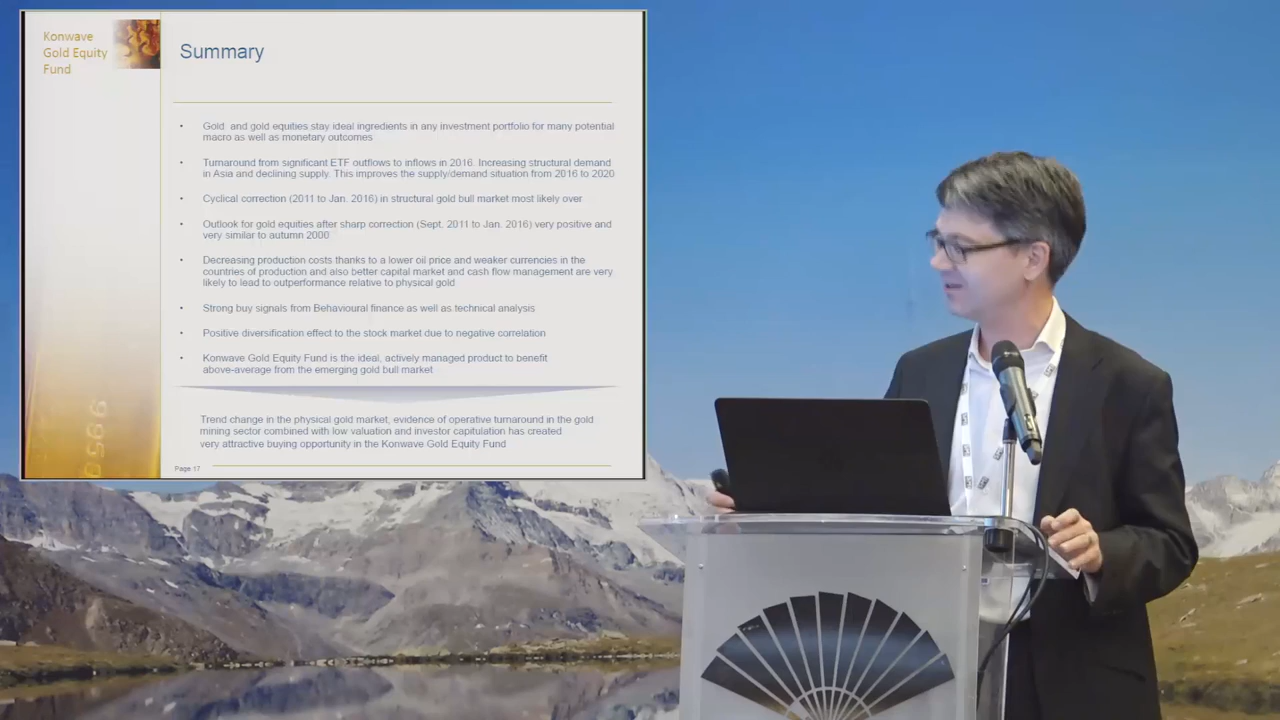 Konwave
Gold Equity
Fund
Summary
• Gold and gold equities stay ideal ingredients in any investment portfolio for many potential
macro as well as monetary outcomes
• Turnaround from significant ETF outflows to inflows in 2016. Increasing structural demand
in Asia and declining supply. This improves the supply/demand situation from 2016 to 2020
• Cyclical correction (2011 to Jan. 2016) in structural gold bull market most likely over
• Outlook for gold equities after sharp correction (Sept. 2011 to Jan. 2016) very positive and
very similar to autumn 2000
• Decreasing production costs thanks to a lower oil price and weaker currencies in the
countries of production and also better capital market and cash flow management are very
likely to lead to outperformance relative to physical gold
• Strong buy signals from Behavioural finance as well as technical analysis
• Positive diversification effect to the stock market due to negative correlation
• Konwave Gold Equity Fund is the ideal, actively managed product to benefit
above-average from the emerging gold bull market
Trend change in the physical gold market, evidence of operative turnaround in the gold
mining sector combined with low valuation and investor capitulation has created
very attractive buying opportunity in the Konwave Gold Equity Fund
Page 17